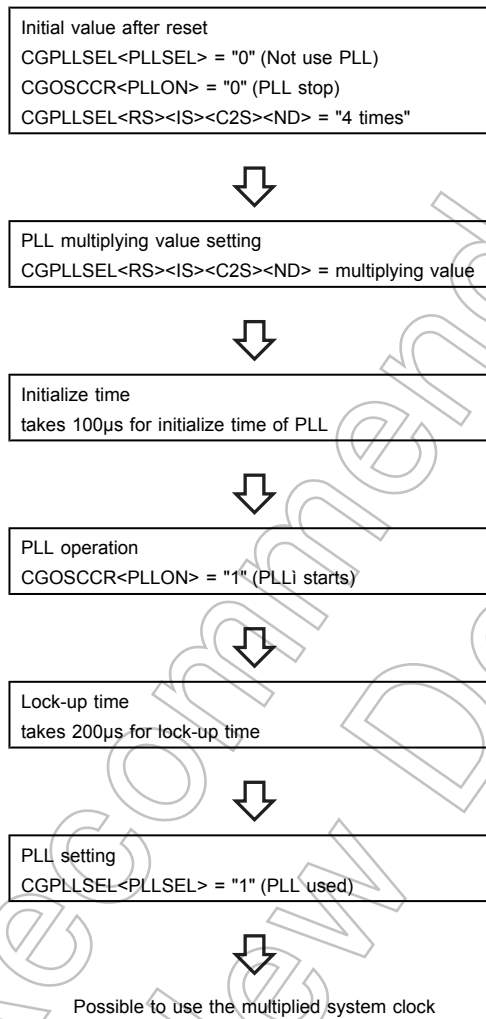 Initial value after reset
CGPLLSEL<PLLSEL> = "0" (Not use PLL)
CGOSCCR<PLLON> = "0" (PLL stop)
CGPLLSEL<RS><IS><C2S><ND> = "4 times"
PLL multiplying value setting
CGPLLSEL<RS><IS><C2S><ND> = multiplying value
Initialize time
takes 100μs for initialize time of PLL
PLL operation
CGOSCCR<PLLON> = "1" (PLLì starts)
Lock-up time
takes 200μs for lock-up time
PLL setting
CGPLLSEL<PLLSEL> = "1" (PLL used)
Possible to use the multiplied system clock